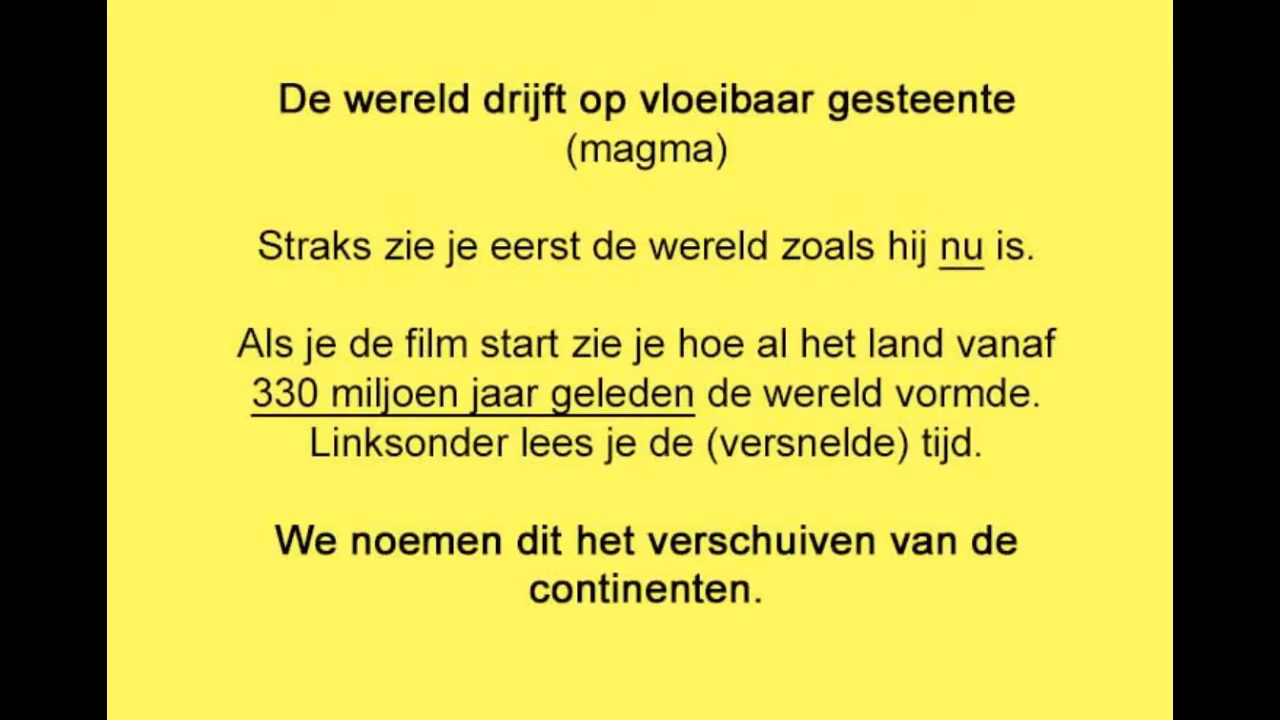 De wereld drijft op vloeibaar gesteente
(magma)
Straks zie je eerst de wereld zoals hij nu is.
Als je de film start zie je hoe al het land vanaf
330 miljoen jaar geleden de wereld vormde.
Linksonder lees je de (versnelde) tijd.
We noemen dit het verschuiven van de
continenten.